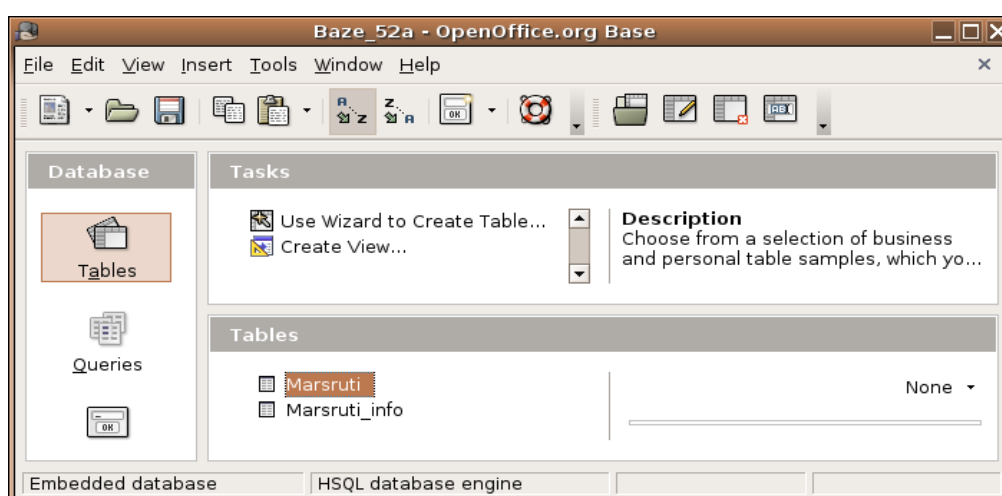 Baze_52a - OpenOffice.org Base
File Edit View Insert Tools Window Help
Database
Tasks
Tables
Use Wizard to Create Table...
Create View...
Description
Choose from a selection of business
and personal table samples, which yo...
Queries
Tables
Marsruti
Marsruti_info
None
OK
Embedded database
HSQL database engine